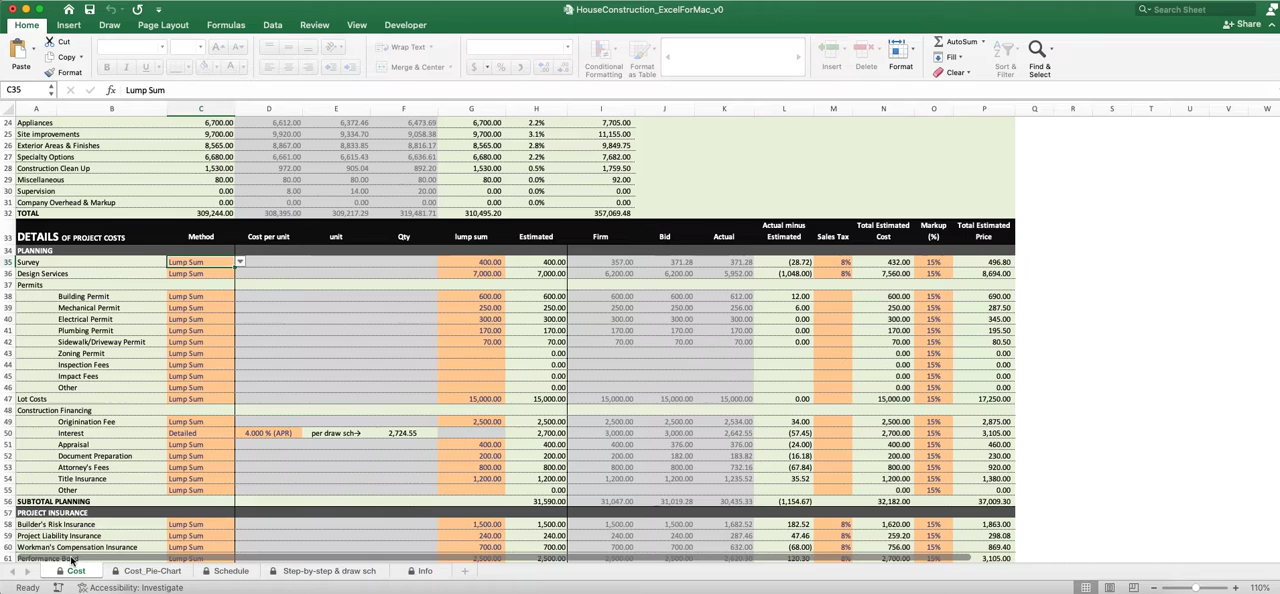 HouseConstruction_ExcelForMac_v0
Search Sheet
Home Insert Draw Page Layout Formulas Data Review View Developer
Share
Paste
Cut
Copy
Format
B I U
Wrap Text
Merge & Center
$ %
Conditional Formatting
Format as Table
Insert
Delete
Format
AutoSum
Fill
Clear
Sort & Filter
Find & Select
C35 fx Lump Sum
A B C D E F G H I J K L M N O P Q R S T U V W
24 Appliances 6,700.00 6,612.00 6,372.46 6,473.69 6,700.00 2.2% 7,705.00
25 Site improvements 9,700.00 9,920.00 9,334.70 9,058.38 9,700.00 3.1% 11,155.00
26 Exterior Areas & Finishes 8,565.00 8,867.00 8,833.85 8,816.17 8,565.00 2.8% 9,849.75
27 Specialty Options 6,680.00 6,661.00 6,615.43 6,636.61 6,680.00 2.2% 7,682.00
28 Construction Clean Up 1,530.00 972.00 905.04 892.20 1,530.00 0.5% 1,759.50
29 Miscellaneous 80.00 80.00 80.00 80.00 80.00 0.0% 92.00
30 Supervision 0.00 8.00 14.00 20.00 0.00 0.0% 0.00
31 Company Overhead & Markup 0.00 0.00 0.0% 0.00
32 TOTAL 309,244.00 308,395.00 309,217.29 319,481.71 310,495.20 357,069.48
33 DETAILS OF PROJECT COSTS Method Cost per unit unit Qty lump sum Estimated Firm Bid Actual Actual minus Estimated Sales Tax Total Estimated Cost Markup (%) Total Estimated Price
34 PLANNING
35 Survey Lump Sum 400.00 400.00 357.00 371.28 371.28 (28.72) 8% 432.00 15% 496.80
36 Design Services Lump Sum 7,000.00 7,000.00 6,200.00 6,200.00 5,952.00 (1,048.00) 8% 7,560.00 15% 8,694.00
37 Permits
38 Building Permit Lump Sum 600.00 600.00 600.00 600.00 612.00 12.00 600.00 15% 690.00
39 Mechanical Permit Lump Sum 250.00 250.00 250.00 250.00 256.00 6.00 250.00 15% 287.50
40 Electrical Permit Lump Sum 300.00 300.00 300.00 300.00 300.00 0.00 300.00 15% 345.00
41 Plumbing Permit Lump Sum 170.00 170.00 170.00 170.00 170.00 0.00 170.00 15% 195.50
42 Sidewalk/Driveway Permit Lump Sum 70.00 70.00 70.00 70.00 70.00 0.00 70.00 15% 80.50
43 Zoning Permit Lump Sum 0.00 0.00 15% 0.00
44 Inspection Fees Lump Sum 0.00 0.00 15% 0.00
45 Impact Fees Lump Sum 0.00 0.00 15% 0.00
46 Other Lump Sum 0.00 0.00 15% 0.00
47 Lot Costs Lump Sum 15,000.00 15,000.00 15,000.00 15,000.00 15,000.00 0.00 15,000.00 15% 17,250.00
48 Construction Financing
49 Originination Fee Lump Sum 2,500.00 2,500.00 2,500.00 2,500.00 2,534.00 34.00 2,500.00 15% 2,875.00
50 Interest Detailed 4.000 % (APR) per draw sch→ 2,724.55 2,700.00 3,000.00 3,000.00 2,642.55 (57.45) 2,700.00 15% 3,105.00
51 Appraisal Lump Sum 400.00 400.00 400.00 376.00 376.00 (24.00) 400.00 15% 460.00
52 Document Preparation Lump Sum 200.00 200.00 200.00 182.00 183.82 (16.18) 200.00 15% 230.00
53 Attorney's Fees Lump Sum 800.00 800.00 800.00 732.16 (67.84) 800.00 15% 920.00
54 Title Insurance Lump Sum 1,200.00 1,200.00 1,200.00 1,235.52 35.52 1,200.00 15% 1,380.00
55 Other Lump Sum 0.00 0.00 15% 0.00
56 SUBTOTAL PLANNING 31,590.00 31,047.00 31,019.28 30,435.33 (1,154.67) 32,182.00 37,009.30
57 PROJECT INSURANCE
58 Builder's Risk Insurance Lump Sum 1,500.00 1,500.00 1,500.00 1,682.52 182.52 8% 1,620.00 15% 1,863.00
59 Project Liability Insurance Lump Sum 240.00 240.00 240.00 287.46 47.46 8% 259.20 15% 298.08
60 Workman's Compensation Insurance Lump Sum 700.00 700.00 700.00 632.00 (68.00) 8% 756.00 15% 869.40
61 Lump Sum 2,500.00 120.30 8% 2,700.00 15% 3,105.00
Cost Cost_Pie-Chart Schedule Step-by-step & draw sch Info +
Ready Accessibility: Investigate 110%